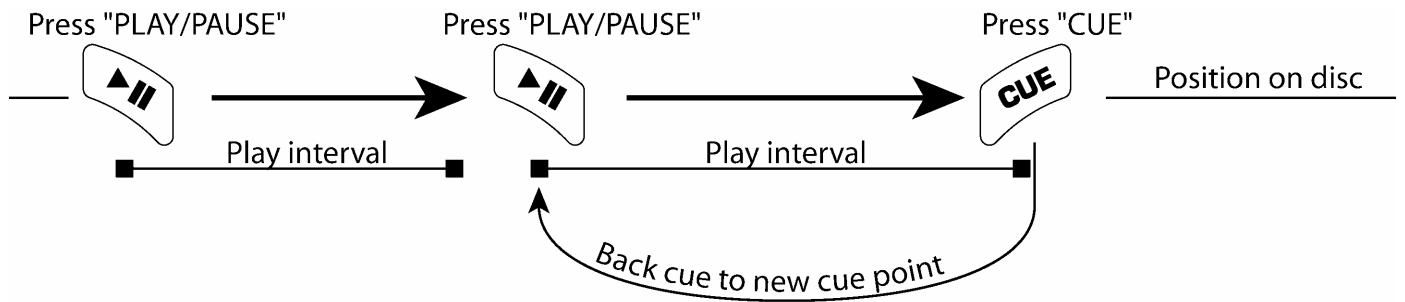 Press "PLAY/PAUSE"
Press "PLAY/PAUSE"
Press "CUE"
CUE
Position on disc
Play interval
Play interval
Back cue to new cue point